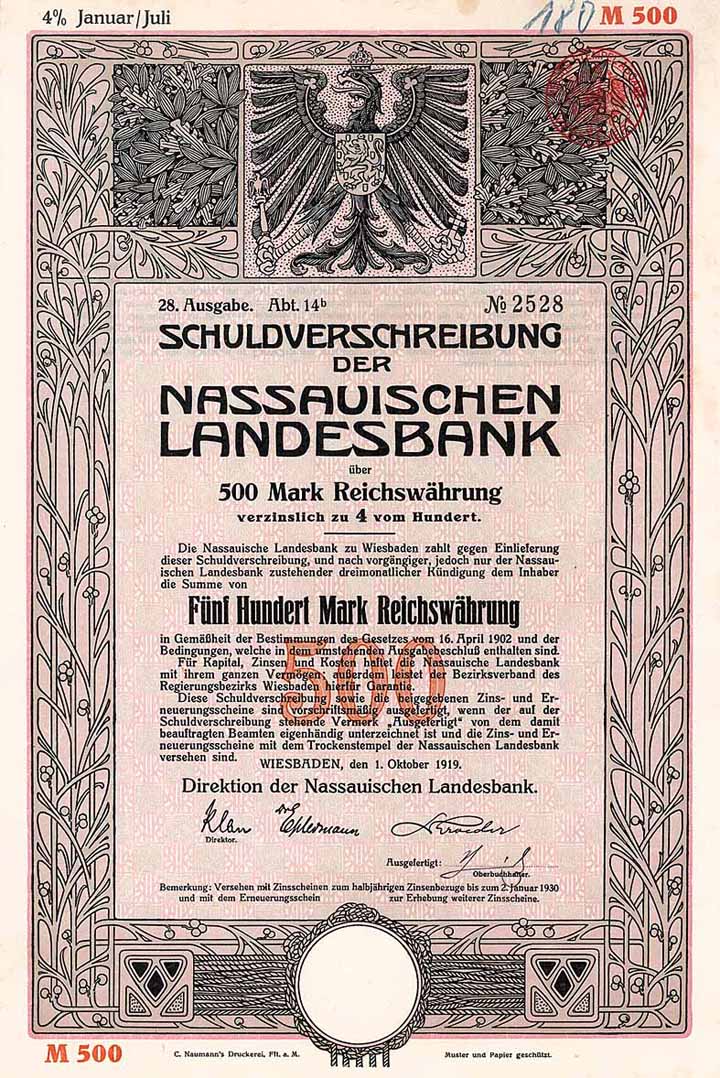 4% Januar/Juli
180 M 500
28. Ausgabe. Abt. 14b № 2528
SCHULDVERSCHREIBUNG
DER
NASSAUISCHEN
LANDESBANK
über
500 Mark Reichswährung
verzinslich zu 4 vom Hundert.
Die Nassauische Landesbank zu Wiesbaden zahlt gegen Einlieferung
dieser Schuldverschreibung, und nach vorgängiger, jedoch nur der Nassau-
ischen Landesbank zustehender dreimonatlicher Kündigung dem Inhaber
die Summe von
Fünf Hundert Mark Reichswährung
in Gemäßheit der Bestimmungen des Gesetzes vom 16. April 1902 und der
Bedingungen, welche in dem umstehenden Ausgabebeschluß enthalten sind.
Für Kapital, Zinsen und Kosten haftet die Nassauische Landesbank
mit ihrem ganzen Vermögen; außerdem leistet der Bezirksverband des
Regierungsbezirks Wiesbaden hierfür Garantie.
500
Diese Schuldverschreibung sowie die beigegebenen Zins- und Er-
neuerungsscheine sind vorschriftsmäßig ausgefertigt, wenn der auf der
Schuldverschreibung stehende Vermerk „Ausgefertigt" von dem damit
beauftragten Beamten eigenhändig unterzeichnet ist und die Zins- und Er-
neuerungsscheine mit dem Trockenstempel der Nassauischen Landesbank
versehen sind.
WIESBADEN, den 1. Oktober 1919.
Direktion der Nassauischen Landesbank.
Klau
Direktor.
Ausgefertigt:
Oberbuchhalter.
Bemerkung: Versehen mit Zinsscheinen zum halbjährigen Zinsenbezuge bis zum 2. Januar 1930
und mit dem Erneuerungsschein zur Erhebung weiterer Zinsscheine.
M 500
C. Naumann's Druckerei, Fft. a. M.
Muster und Papier geschützt.